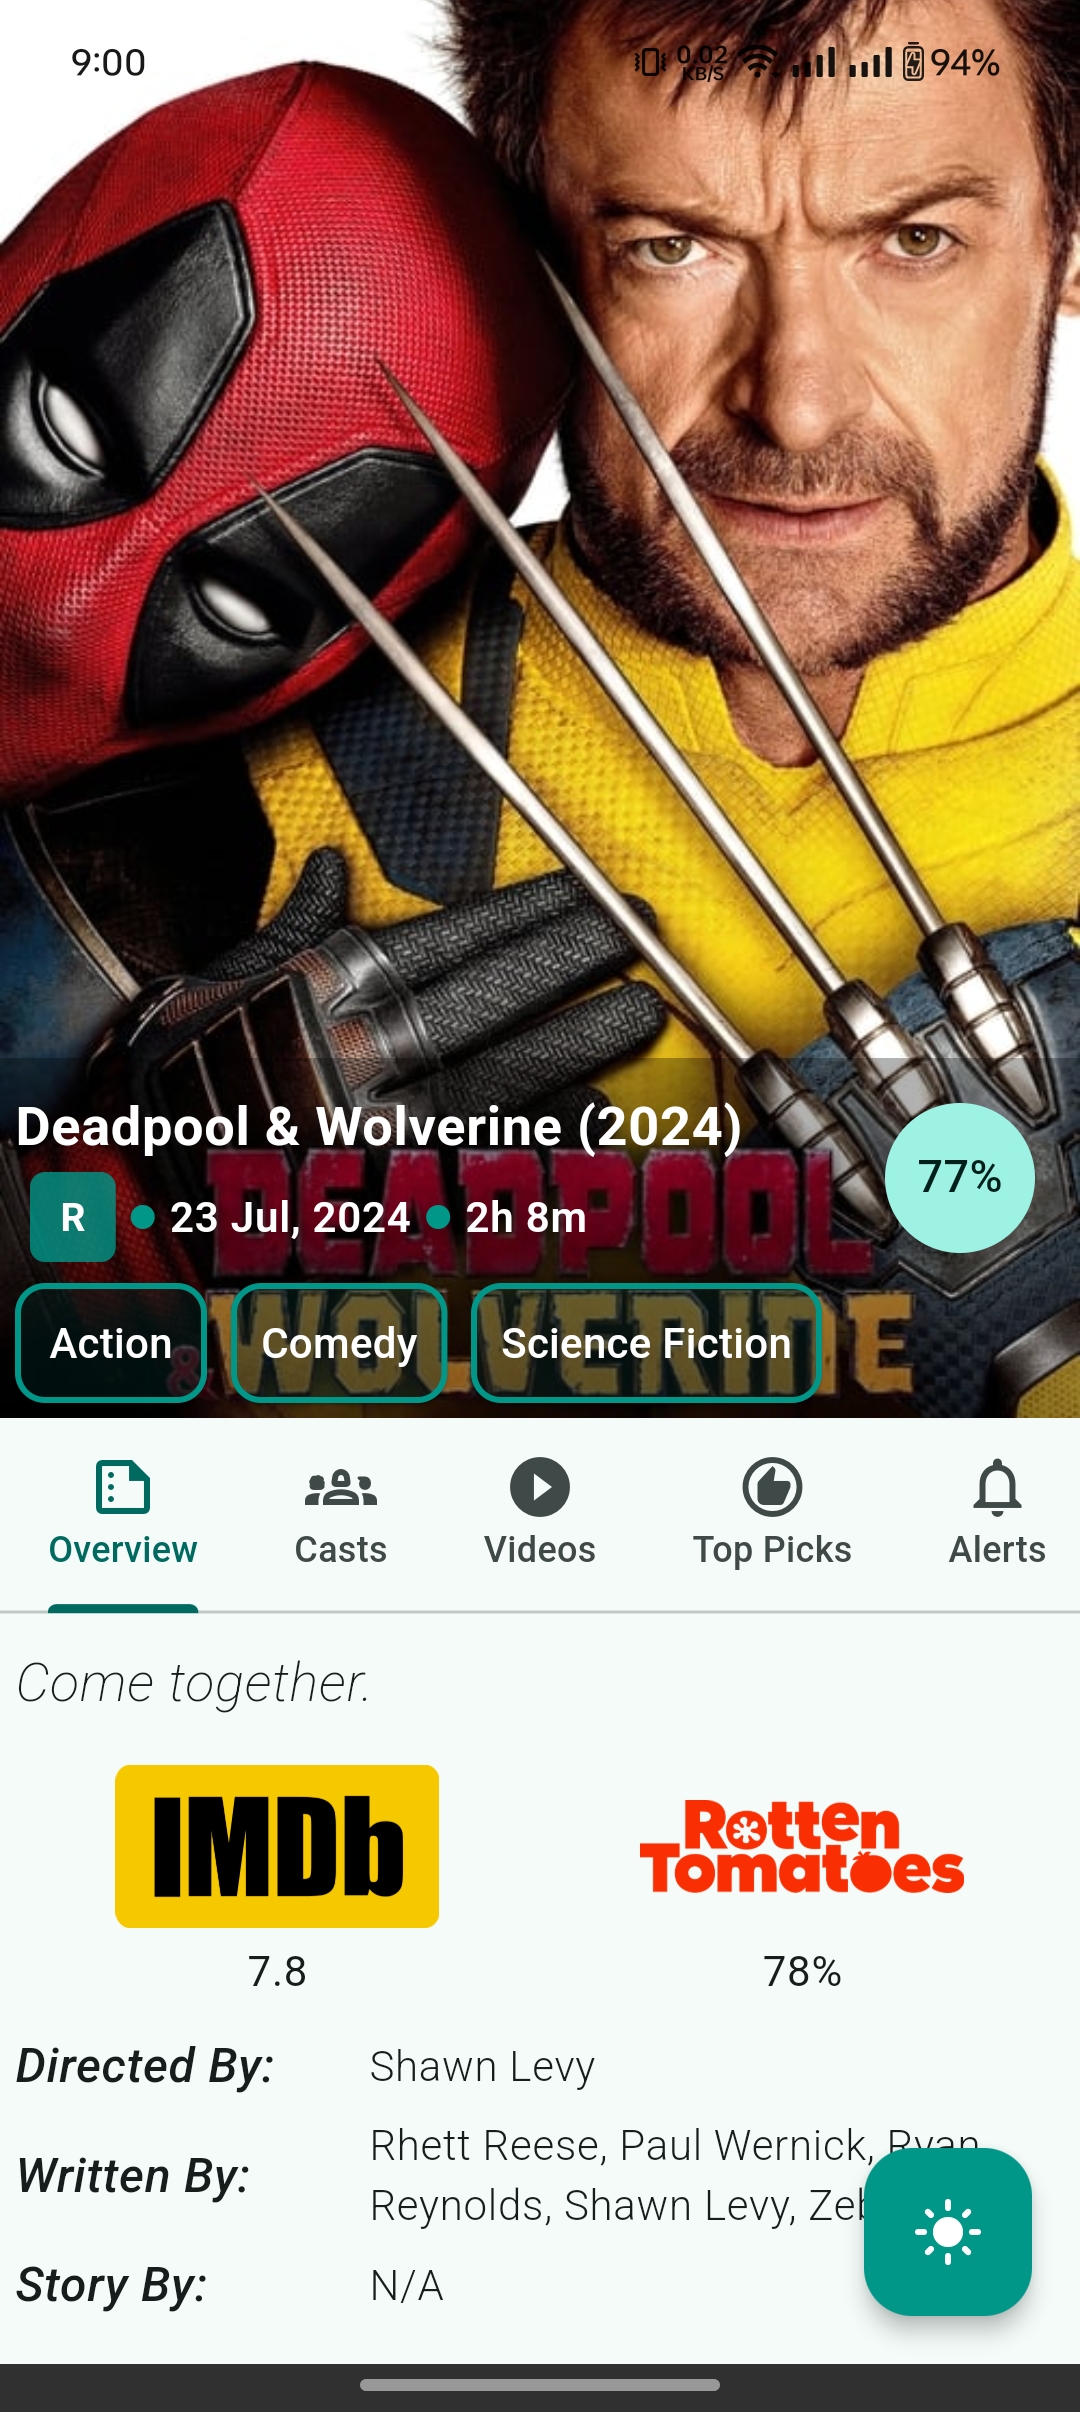 9:00
0.02
KB/S
94%
Deadpool & Wolverine (2024)
77%
R
23 Jul, 2024
2h 8m
DEADPOOL
& WOLVERINE
Action
Comedy
Science Fiction
Overview
Casts
Videos
Top Picks
Alerts
Come together.
IMDb
Rotten
Tomatoes
7.8
78%
Directed By:
Shawn Levy
Written By:
Rhett Reese, Paul Wernick, Ryan
Reynolds, Shawn Levy,
Story By:
N/A